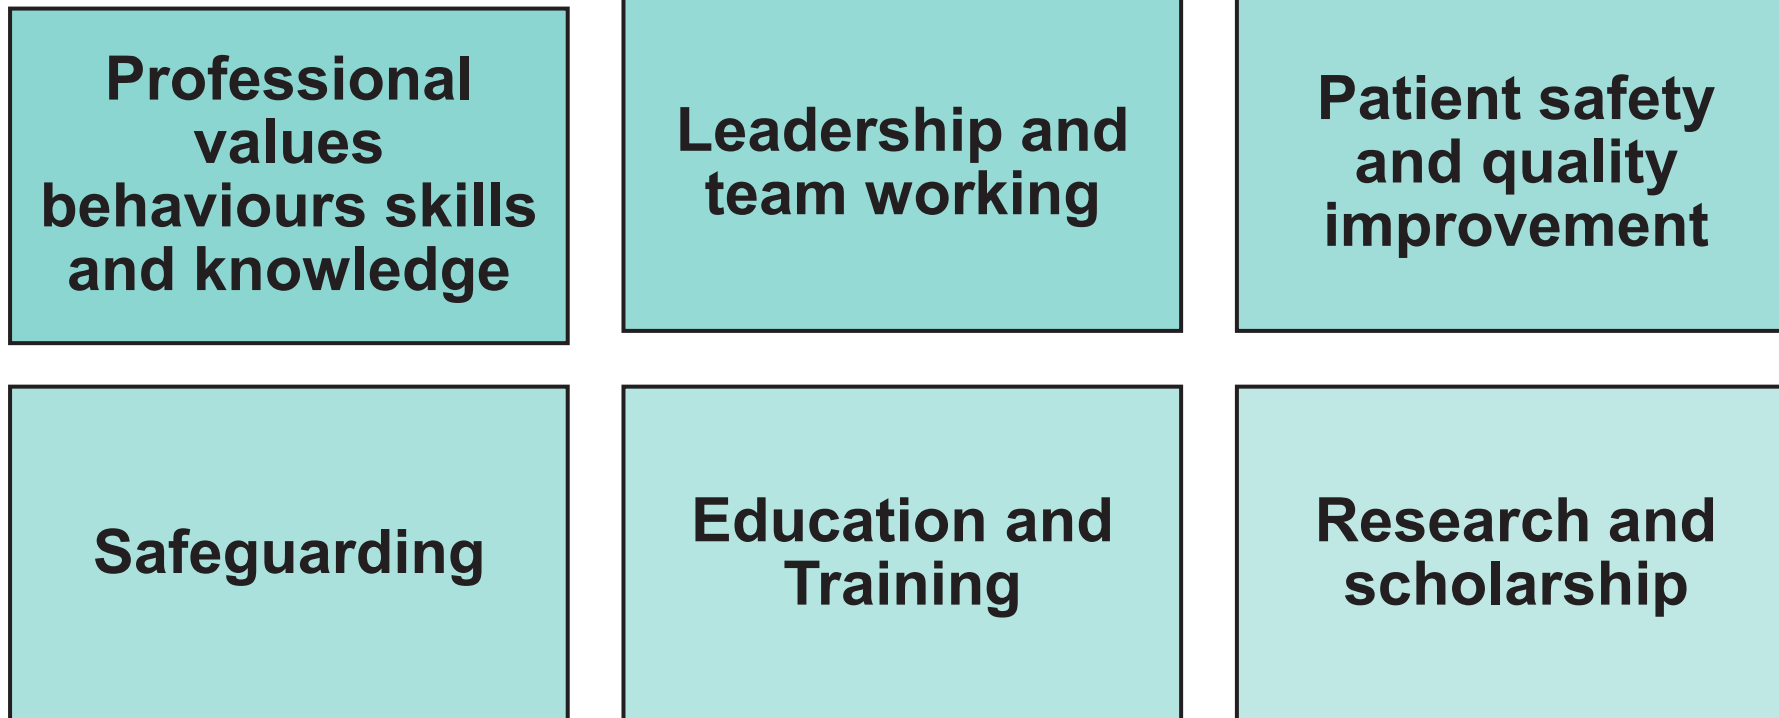 Professional
values
behaviours skills
and knowledge
Leadership and
team working
Patient safety
and quality
improvement
Safeguarding
Education and
Training
Research and
scholarship